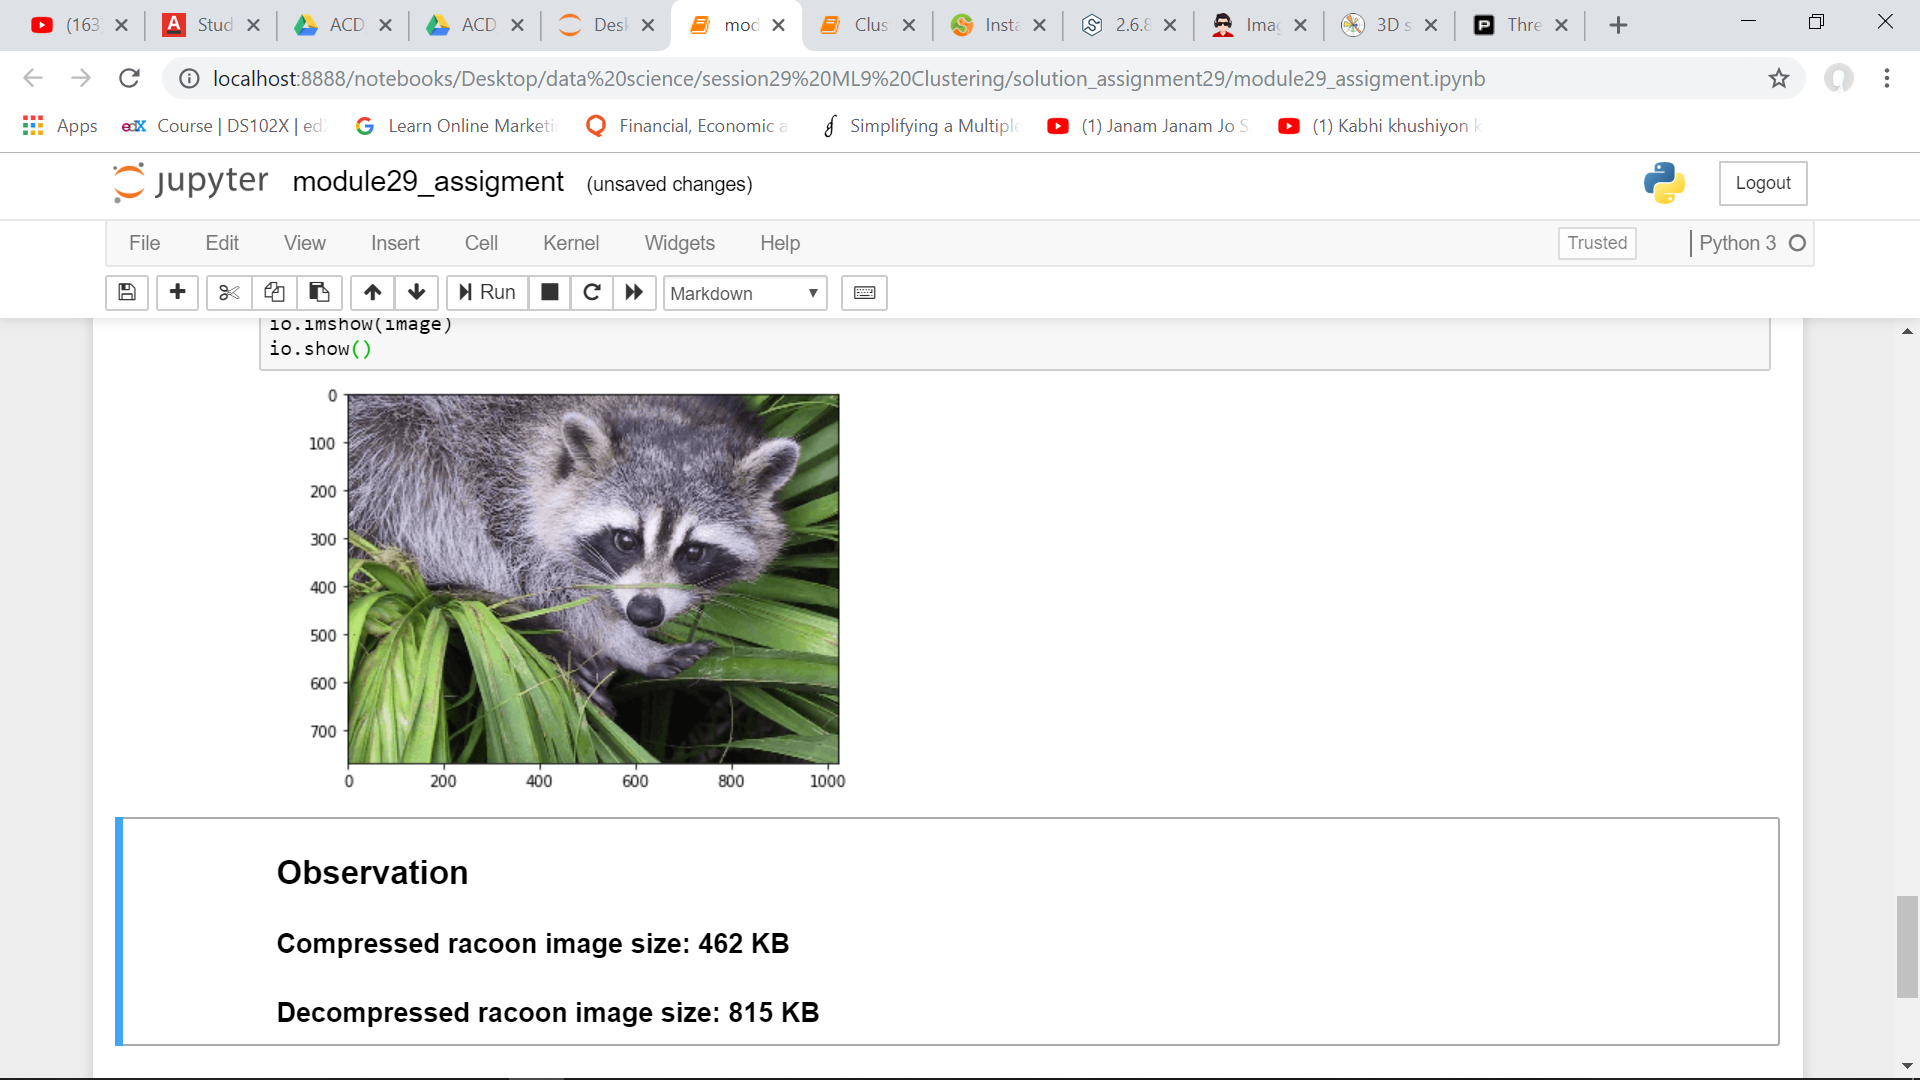 (163
Stud
ACD
ACD
Desk
mod
Clus
Insta
2.6.8
Imag
3D s
Thre
localhost:8888/notebooks/Desktop/data%20science/session29%20ML9%20Clustering/solution_assignment29/module29_assigment.ipynb
Apps
edX Course | DS102X | ed
G Learn Online Marketi
Financial, Economic a
Simplifying a Multiple
(1) Janam Janam Jo S
(1) Kabhi khushiyon k
jupyter module29_assigment (unsaved changes)
Logout
File Edit View Insert Cell Kernel Widgets Help
Trusted
Python 3
Run
Markdown
io.imshow(image)
io.show()
0
100
200
300
400
500
600
700
0 200 400 600 800 1000
Observation
Compressed racoon image size: 462 KB
Decompressed racoon image size: 815 KB